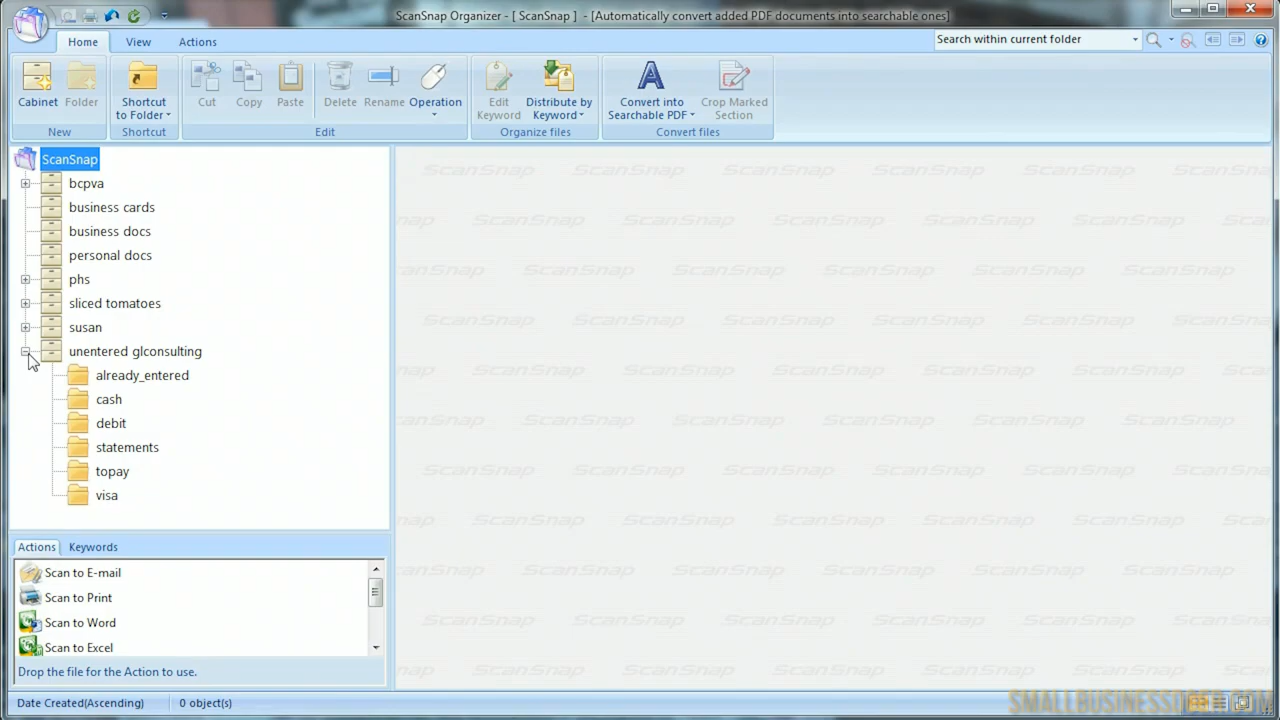 ScanSnap Organizer - [ ScanSnap ] - [Automatically convert added PDF documents into searchable ones]
Home View Actions
Search within current folder
Cabinet
Folder
New
Shortcut
to Folder
Shortcut
Cut
Copy
Paste
Delete
Rename
Operation
Edit
Edit
Keyword
Distribute by
Keyword
Organize files
Convert into
Searchable PDF
Crop Marked
Section
Convert files
ScanSnap
bcpva
business cards
business docs
personal docs
phs
sliced tomatoes
susan
unentered glconsulting
already_entered
cash
debit
statements
topay
visa
Actions Keywords
Scan to E-mail
Scan to Print
Scan to Word
Scan to Excel
Drop the file for the Action to use.
Date Created(Ascending) 0 object(s)